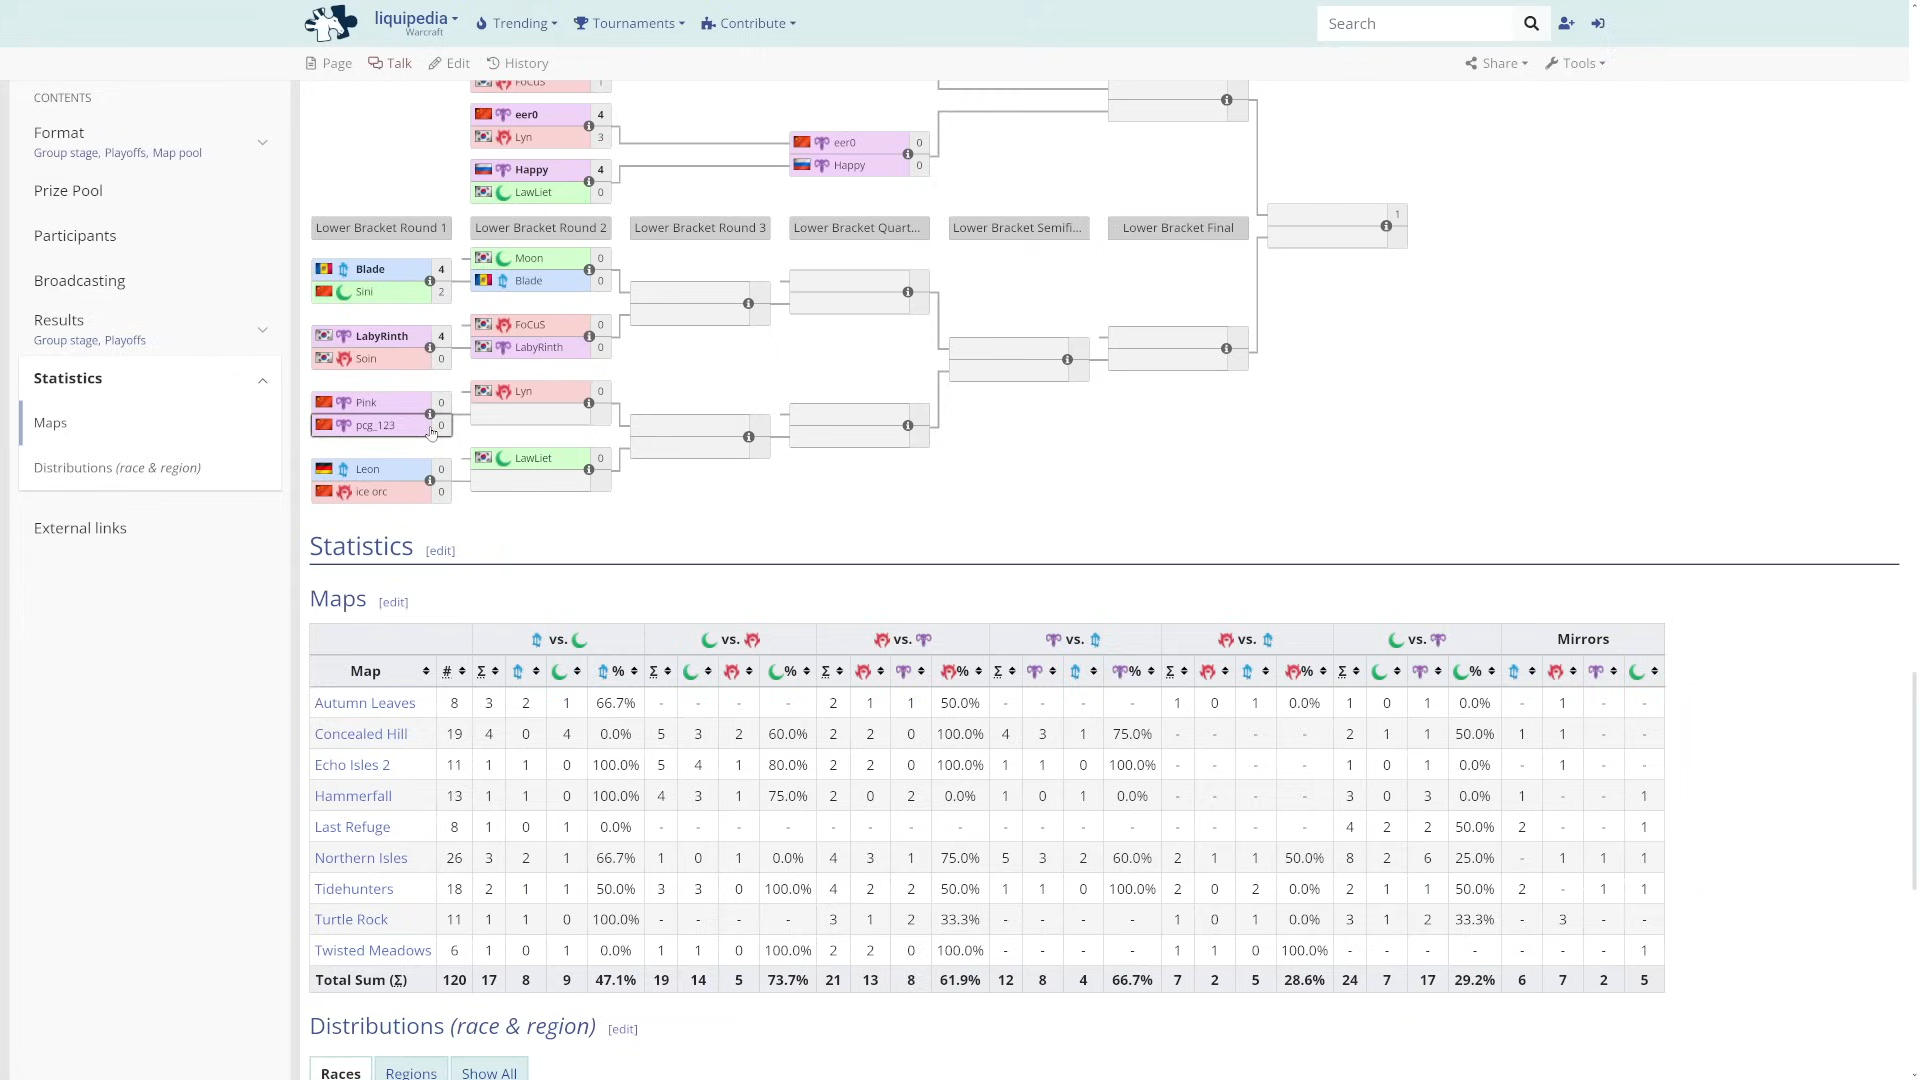 liquipedia
Warcraft
Trending
Tournaments
Contribute
Search
Page
Talk
Edit
History
Share
Tools
CONTENTS
Format
Group stage, Playoffs, Map pool
Prize Pool
Participants
Broadcasting
Results
Group stage, Playoffs
Statistics
Maps
Distributions (race & region)
External links
FoCuS 1
eer0 4
Lyn 3
Happy 4
LawLiet 0
eer0 0
Happy 0
1
Lower Bracket Round 1
Lower Bracket Round 2
Lower Bracket Round 3
Lower Bracket Quart...
Lower Bracket Semifi...
Lower Bracket Final
Blade 4
Sini 2
LabyRinth 4
Soin 0
Pink 0
pcg_123 0
Leon 0
ice orc 0
Moon 0
Blade 0
FoCuS 0
LabyRinth 0
Lyn 0
LawLiet 0
Statistics [edit]
Maps [edit]
vs. vs. vs. vs. vs. vs. Mirrors
Map # Σ % Σ % Σ % Σ % Σ % Σ %
Autumn Leaves 8 3 2 1 66.7% - - - - 2 1 1 50.0% - - - - 1 0 1 0.0% 1 0 1 0.0% - 1 - -
Concealed Hill 19 4 0 4 0.0% 5 3 2 60.0% 2 2 0 100.0% 4 3 1 75.0% - - - - 2 1 1 50.0% 1 1 - -
Echo Isles 2 11 1 1 0 100.0% 5 4 1 80.0% 2 2 0 100.0% 1 1 0 100.0% - - - - 1 0 1 0.0% - 1 - -
Hammerfall 13 1 1 0 100.0% 4 3 1 75.0% 2 0 2 0.0% 1 0 1 0.0% - - - - 3 0 3 0.0% 1 - - 1
Last Refuge 8 1 0 1 0.0% - - - - - - - - - - - - - - - - 4 2 2 50.0% 2 - - 1
Northern Isles 26 3 2 1 66.7% 1 0 1 0.0% 4 3 1 75.0% 5 3 2 60.0% 2 1 1 50.0% 8 2 6 25.0% - 1 1 1
Tidehunters 18 2 1 1 50.0% 3 3 0 100.0% 4 2 2 50.0% 1 1 0 100.0% 2 0 2 0.0% 2 1 1 50.0% 2 - 1 1
Turtle Rock 11 1 1 0 100.0% - - - - 3 1 2 33.3% - - - - 1 0 1 0.0% 3 1 2 33.3% - 3 - -
Twisted Meadows 6 1 0 1 0.0% 1 1 0 100.0% 2 2 0 100.0% - - - - 1 1 0 100.0% - - - - - - - 1
Total Sum (Σ) 120 17 8 9 47.1% 19 14 5 73.7% 21 13 8 61.9% 12 8 4 66.7% 7 2 5 28.6% 24 7 17 29.2% 6 7 2 5
Distributions (race & region) [edit]
Races
Regions
Show All